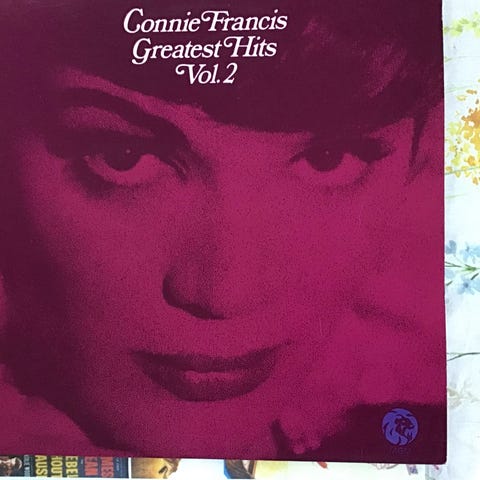 Connie Francis
Greatest Hits
Vol. 2